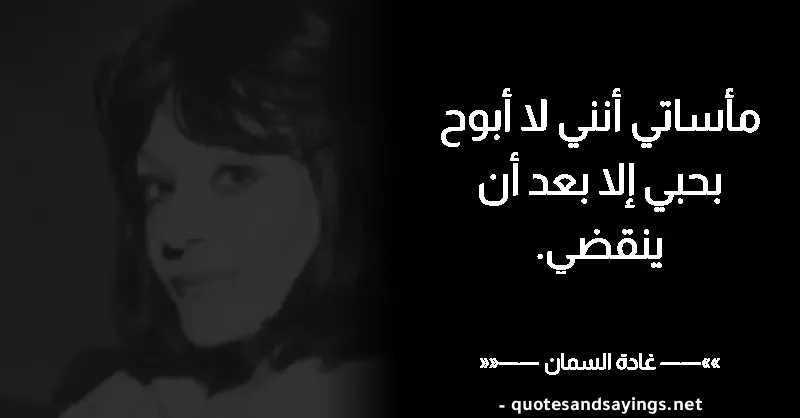 مأساتي أنني لا أبوح
بحبي إلا بعد أن
ينقضي.
»»—— غادة السمان ——««
- quotesandsayings.net